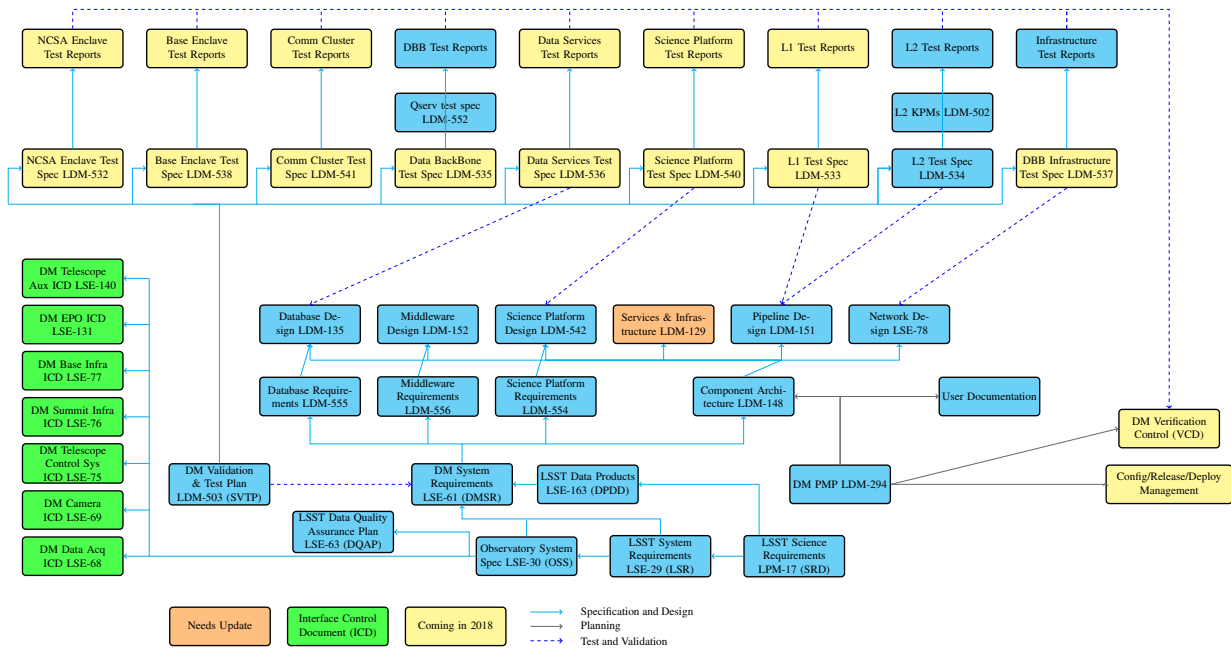 NCSA Enclave
Test Reports
Base Enclave
Test Reports
Comm Cluster
Test Reports
DBB Test Reports
Data Services
Test Reports
Science Platform
Test Reports
L1 Test Reports
L2 Test Reports
Infrastructure
Test Reports
Qserv test spec
LDM-552
L2 KPMs LDM-502
NCSA Enclave Test
Spec LDM-532
Base Enclave Test
Spec LDM-538
Comm Cluster Test
Spec LDM-541
Data BackBone
Test Spec LDM-535
Data Services Test
Spec LDM-536
Science Platform
Test Spec LDM-540
L1 Test Spec
LDM-533
L2 Test Spec
LDM-534
DBB Infrastructure
Test Spec LDM-537
DM Telescope
Aux ICD LSE-140
DM EPO ICD
LSE-131
DM Base Infra
ICD LSE-77
DM Summit Infra
ICD LSE-76
DM Telescope
Control Sys
ICD LSE-75
DM Camera
ICD LSE-69
DM Data Acq
ICD LSE-68
Database De-
sign LDM-135
Middleware
Design LDM-152
Science Platform
Design LDM-542
Services & Infras-
tructure LDM-129
Pipeline De-
sign LDM-151
Network De-
sign LSE-78
Database Require-
ments LDM-555
Middleware
Requirements
LDM-556
Science Platform
Requirements
LDM-554
Component Archi-
tecture LDM-148
User Documentation
DM Verification
Control (VCD)
DM Validation
& Test Plan
LDM-503 (SVTP)
DM System
Requirements
LSE-61 (DMSR)
LSST Data Products
LSE-163 (DPDD)
DM PMP LDM-294
Config/Release/Deploy
Management
LSST Data Quality
Assurance Plan
LSE-63 (DQAP)
Observatory System
Spec LSE-30 (OSS)
LSST System
Requirements
LSE-29 (LSR)
LSST Science
Requirements
LPM-17 (SRD)
Needs Update
Interface Control
Document (ICD)
Coming in 2018
Specification and Design
Planning
Test and Validation